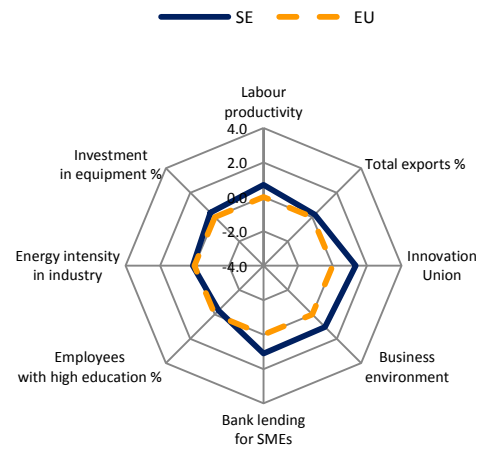 SE
EU
Labour
productivity
4.0
2.0
0.0
-2.0
-4.0
Total exports %
Innovation
Union
Business
environment
Bank lending
for SMEs
Employees
with high education %
Energy intensity
in industry
Investment
in equipment %